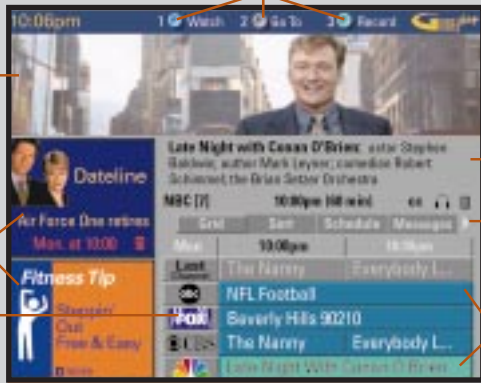 10:06pm 1 Watch 2 Go To 3 Record
Late Night with Conan O'Brien: actor Stephen
Baldwin; author Mark Leyner; comedian Robert
Schimmel; the Brian Setzer Orchestra
NBC [7] 10:00pm (60 min) cc
Dateline
Air Force One retires
Mon. at 10:00
Grid Sort Schedule Messages
Mon 10:00pm
Fitness Tip
Steppin'
Out
Free & Easy
Last The Nanny Everybody L...
abc NFL Football
FOX Beverly Hills 90210
CBS The Nanny Everybody L...
Late Night With Conan O'Brien